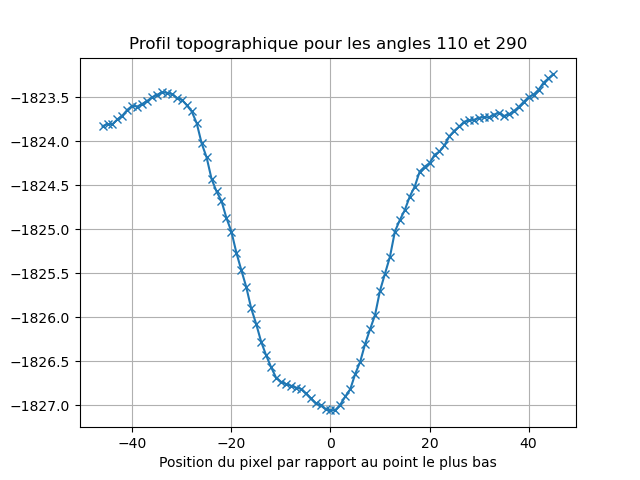 Profil topographique pour les angles 110 et 290
−1823.5
−1824.0
−1824.5
−1825.0
−1825.5
−1826.0
−1826.5
−1827.0
−40 −20 0 20 40
Position du pixel par rapport au point le plus bas